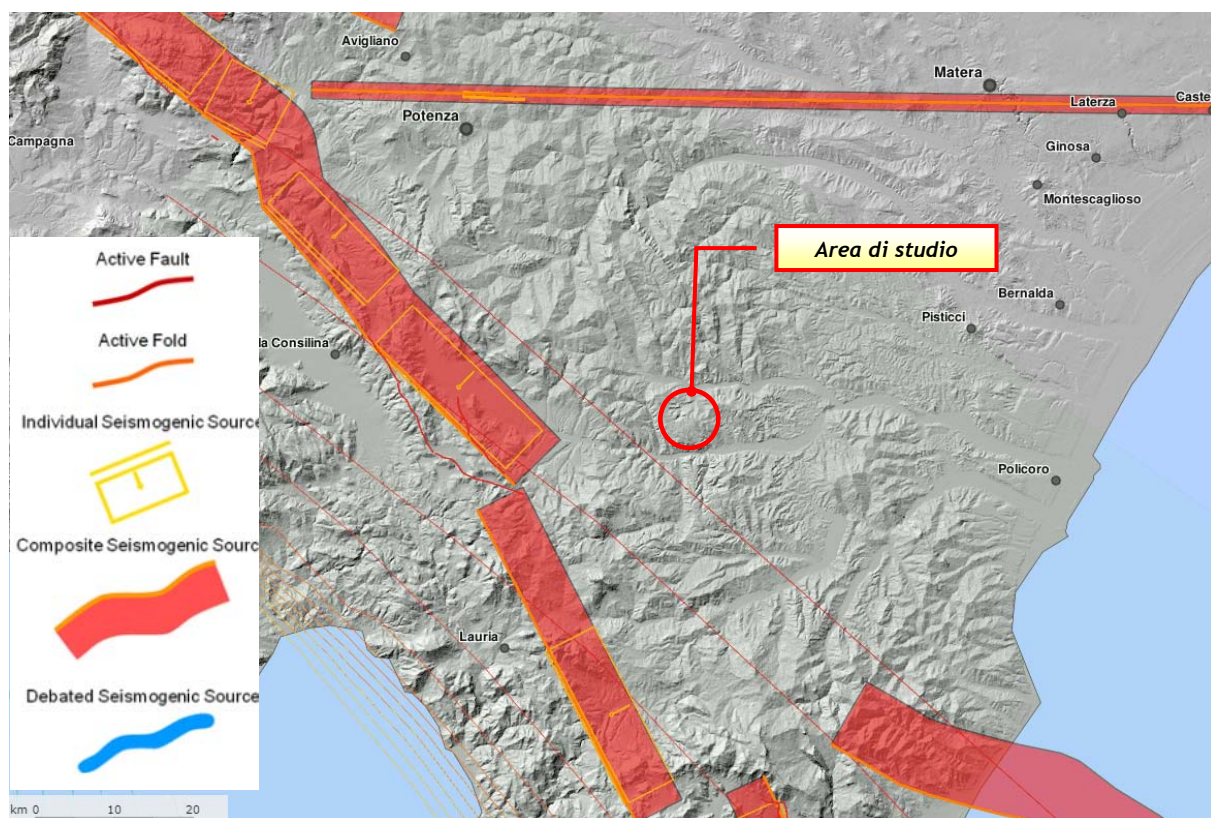 Avigliano
Matera
Laterza
Caste
Potenza
Campagna
Ginosa
Montescaglioso
Area di studio
Active Fault
Bernalda
Pisticci
Active Fold
la Consilina
Individual Seismogenic Source
Policoro
Composite Seismogenic Source
Lauria
Debated Seismogenic Source
km 0 10 20